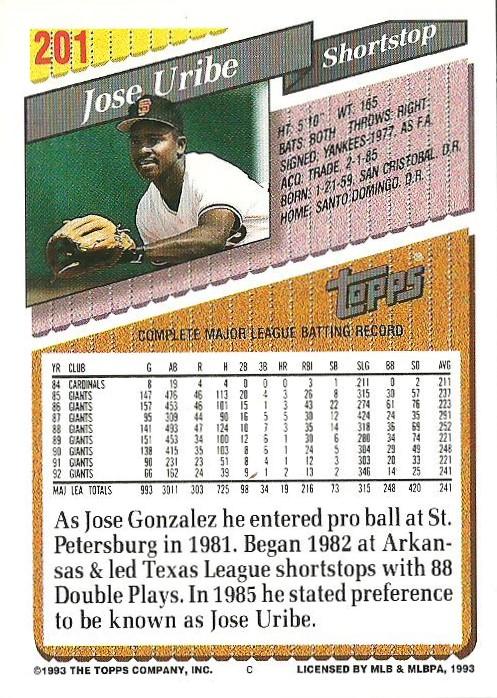 201
Jose Uribe
Shortstop
SF
HT: 5'10" WT: 165
BATS: BOTH THROWS: RIGHT
SIGNED: YANKEES-1977, AS F.A.
ACQ: TRADE, 2-1-85
BORN: 1-21-59, SAN CRISTOBAL, D.R.
HOME: SANTO DOMINGO, D.R.
topps
COMPLETE MAJOR LEAGUE BATTING RECORD
YR CLUB G AB R H 2B 3B HR RBI SB SLG BB SO AVG
84 CARDINALS 8 19 4 4 0 0 0 3 1 .211 0 2 .211
85 GIANTS 147 476 46 113 20 4 3 26 8 .315 30 57 .237
86 GIANTS 157 453 46 101 15 1 3 43 22 .274 61 76 .223
87 GIANTS 95 309 44 90 16 5 5 30 12 .424 24 35 .291
88 GIANTS 141 493 47 124 10 7 3 35 14 .318 36 69 .252
89 GIANTS 151 453 34 100 12 6 1 30 6 .280 34 74 .221
90 GIANTS 138 415 35 103 8 6 1 24 5 .304 29 49 .248
91 GIANTS 90 231 23 51 8 4 1 12 3 .303 20 33 .221
92 GIANTS 66 162 24 39 9 1 2 13 2 .346 14 25 .241
MAJ LEA TOTALS 993 3011 303 725 98 34 19 216 73 .315 248 420 .241
As Jose Gonzalez he entered pro ball at St.
Petersburg in 1981. Began 1982 at Arkan-
sas & led Texas League shortstops with 88
Double Plays. In 1985 he stated preference
to be known as Jose Uribe.
©1993 THE TOPPS COMPANY, INC. C LICENSED BY MLB & MLBPA, 1993